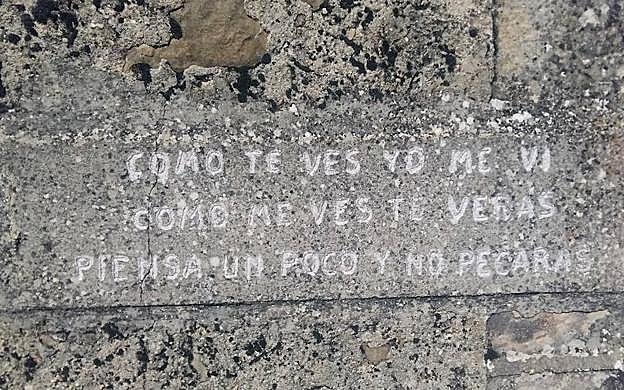 COMO TE VES YO ME VI
COMO ME VES TE VERAS
PIENSA UN POCO Y NO PECARAS